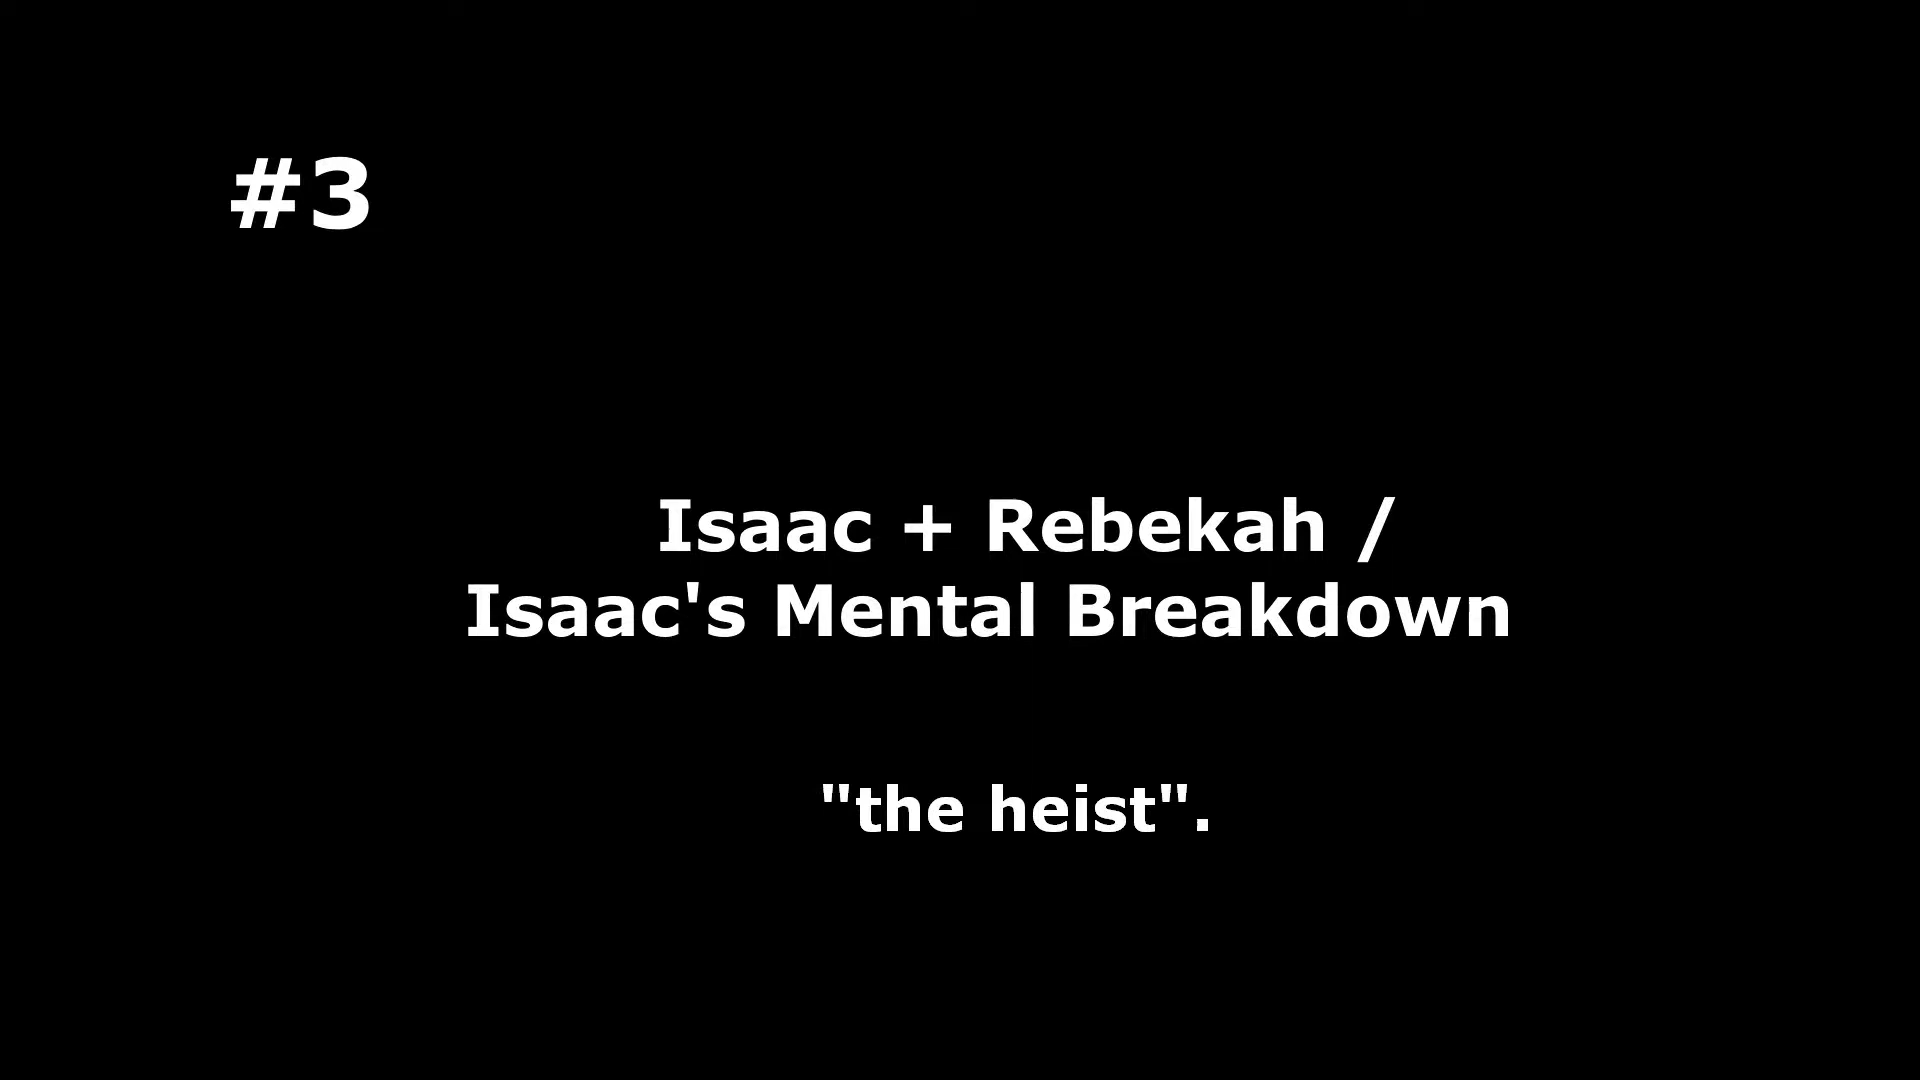 #3
Isaac + Rebekah /
Isaac's Mental Breakdown
"the heist".